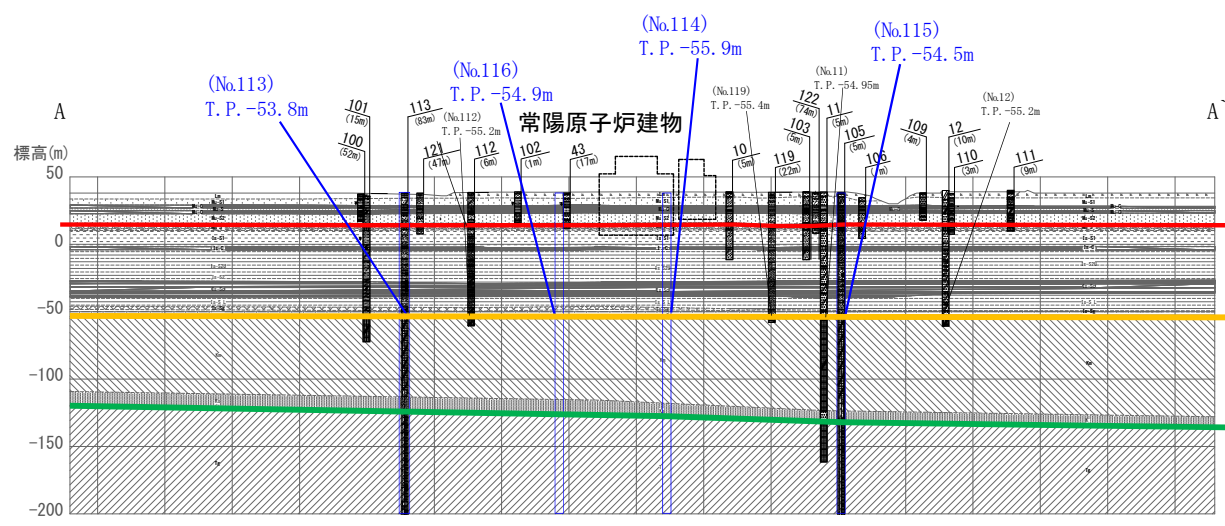 (No.114)
T.P.-55.9m
(No.115)
T.P.-54.5m
(No.113)
T.P.-53.8m
(No.116)
T.P.-54.9m
(No.119)
T.P.-55.4m
(No.11)
T.P.-54.95m
(No.12)
T.P.-55.2m
(No.112)
T.P.-55.2m
A
A`
常陽原子炉建物
標高(m)
101
(15m)
100
(52m)
113
(83m)
121
(47m)
112
(6m)
102
(1m)
43
(17m)
10
(5m)
103
(5m)
119
(22m)
122
(74m)
11
(5m)
105
(5m)
106
109
(4m)
12
(10m)
110
(3m)
111
(9m)
50
0
-50
-100
-150
-200